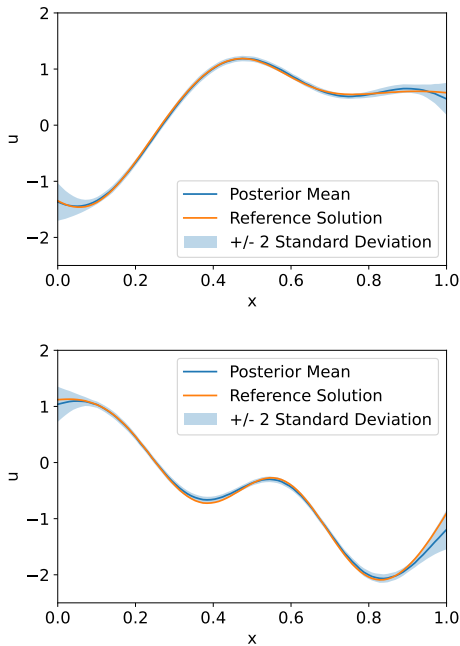 2
1
0
−1
−2
u
Posterior Mean
Reference Solution
+/- 2 Standard Deviation
0.0 0.2 0.4 0.6 0.8 1.0
x
2
1
0
−1
−2
u
Posterior Mean
Reference Solution
+/- 2 Standard Deviation
0.0 0.2 0.4 0.6 0.8 1.0
x